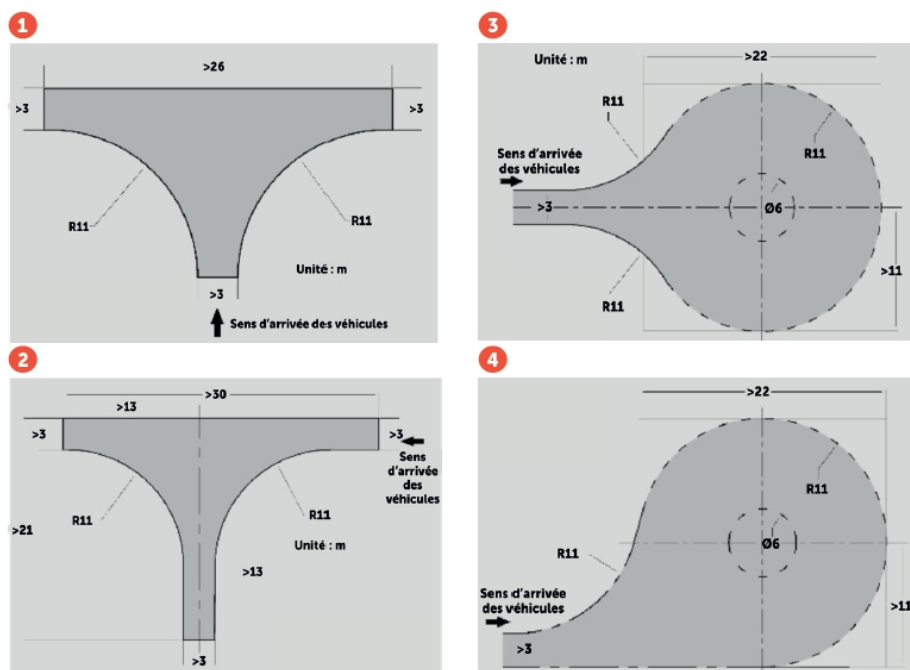 1
>26
>3
>3
R11
R11
Unité : m
>3
Sens d'arrivée des véhicules
2
>30
>13
>3
>3
Sens
d'arrivée
des
véhicules
R11
R11
>21
Unité : m
>13
>3
3
Unité : m
>22
R11
R11
Sens d'arrivée
des véhicules
>3
Ø6
>11
R11
4
>22
R11
Ø6
R11
Sens d'arrivée
des véhicules
>11
>3